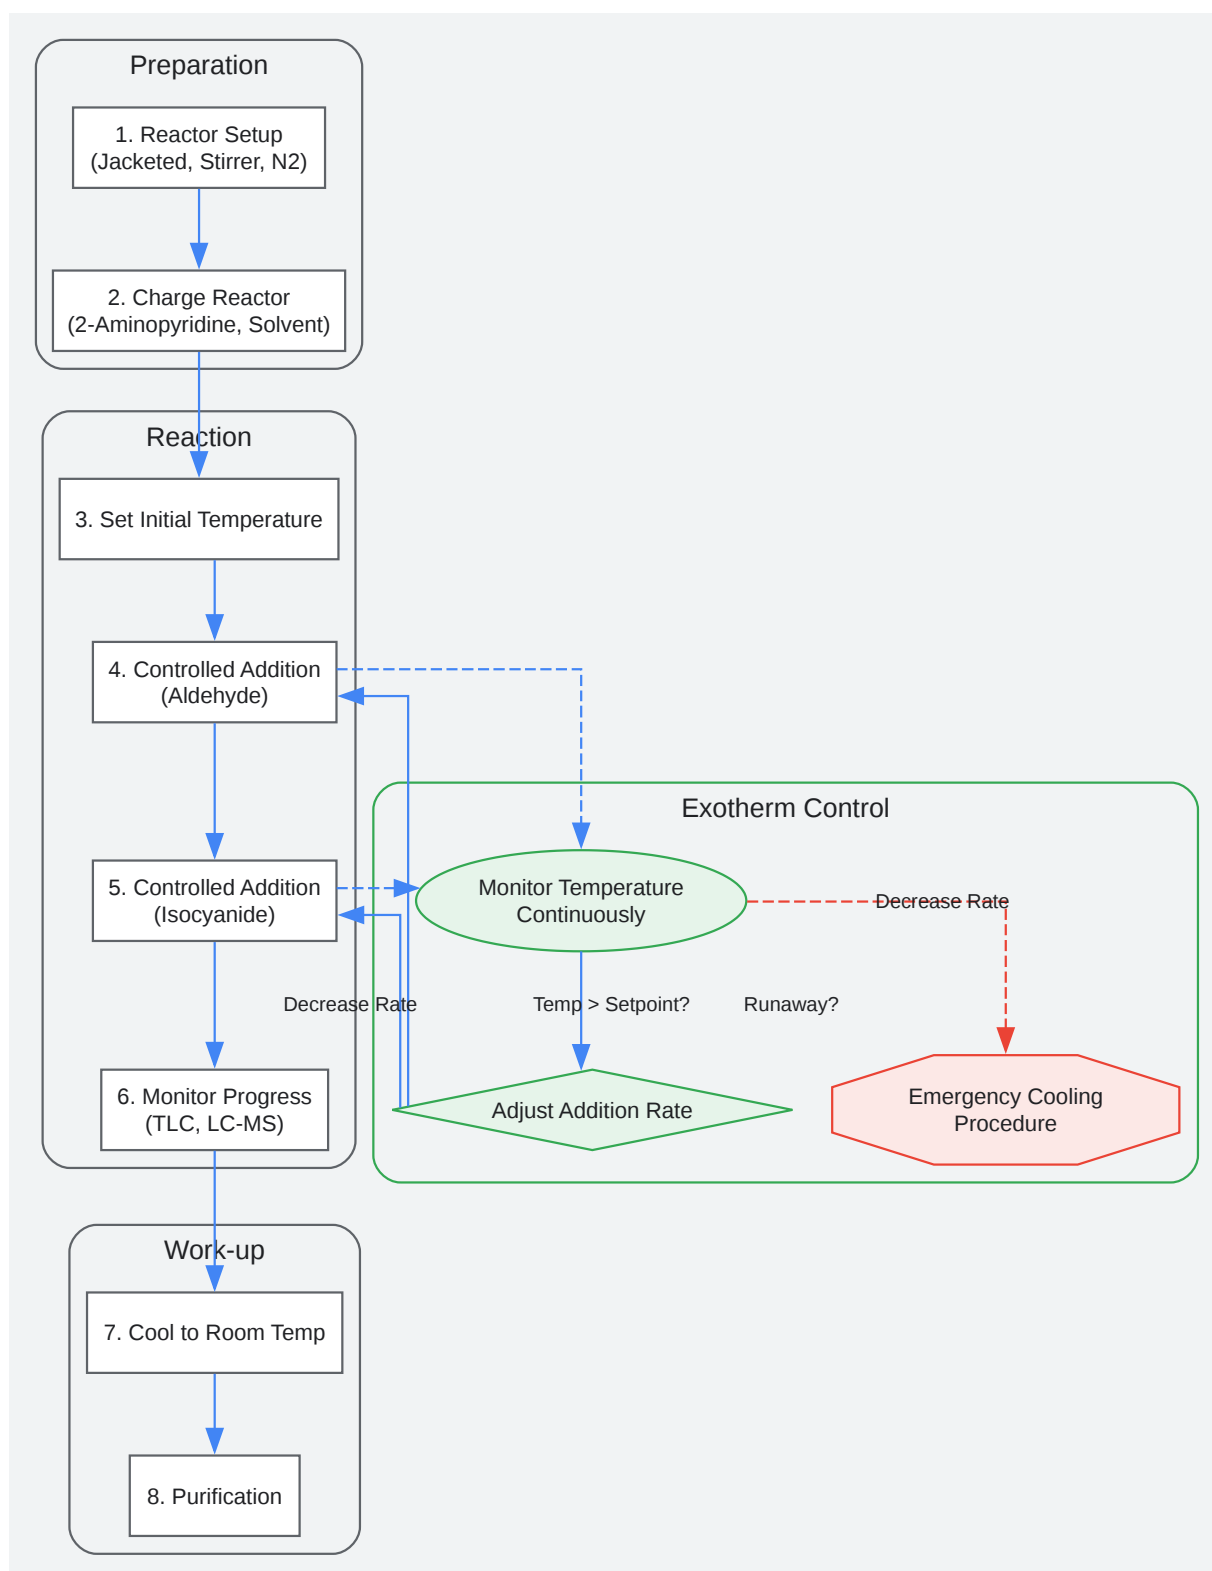 Preparation
1. Reactor Setup
(Jacketed, Stirrer, N2)
2. Charge Reactor
(2-Aminopyridine, Solvent)
Reaction
3. Set Initial Temperature
4. Controlled Addition
(Aldehyde)
Exotherm Control
5. Controlled Addition
(Isocyanide)
Monitor Temperature
Continuously
Decrease Rate
Decrease Rate
Temp > Setpoint?
Runaway?
6. Monitor Progress
(TLC, LC-MS)
Adjust Addition Rate
Emergency Cooling
Procedure
Work-up
7. Cool to Room Temp
8. Purification